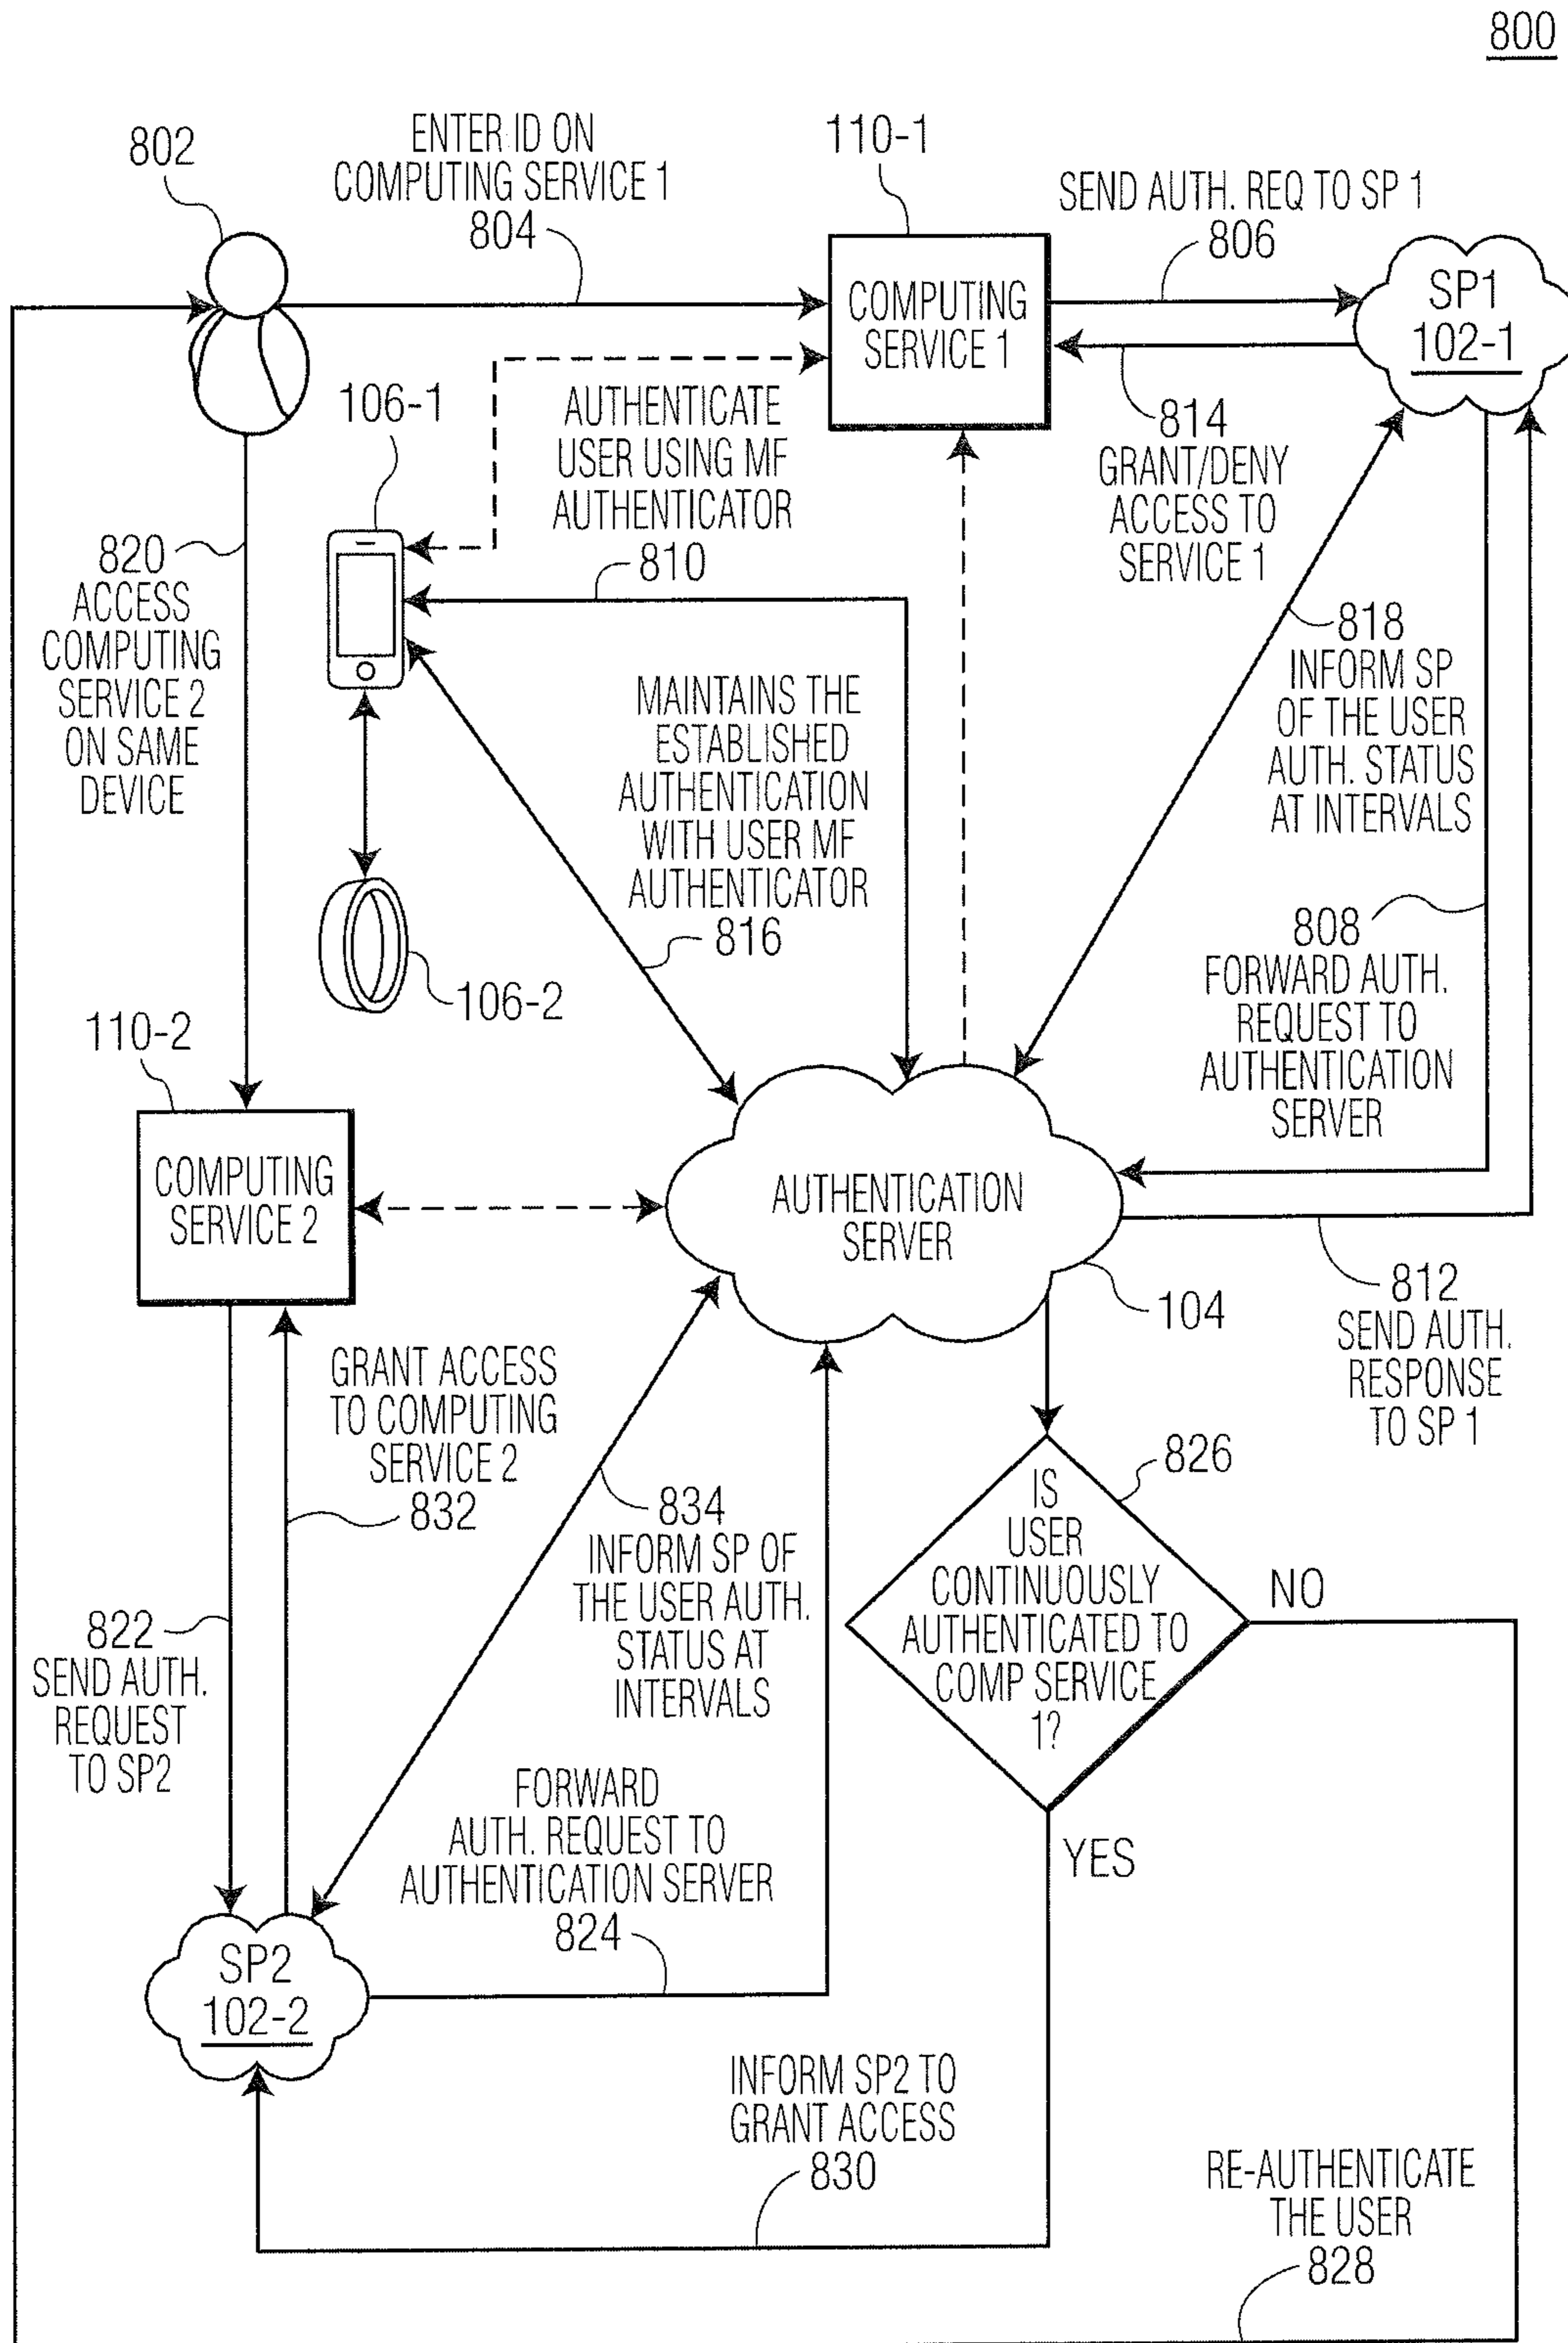 800
802
ENTER ID ON
COMPUTING SERVICE 1
804
110-1
SEND AUTH. REQ TO SP 1
806
COMPUTING
SERVICE 1
SP1
102-1
814
GRANT/DENY
ACCESS TO
SERVICE 1
106-1
AUTHENTICATE
USER USING MF
AUTHENTICATOR
810
820
ACCESS
COMPUTING
SERVICE 2
ON SAME
DEVICE
818
INFORM SP
OF THE USER
AUTH. STATUS
AT INTERVALS
MAINTAINS THE
ESTABLISHED
AUTHENTICATION
WITH USER MF
AUTHENTICATOR
816
808
FORWARD AUTH.
REQUEST TO
AUTHENTICATION
SERVER
106-2
110-2
COMPUTING
SERVICE 2
AUTHENTICATION
SERVER
104
812
SEND AUTH.
RESPONSE
TO SP 1
GRANT ACCESS
TO COMPUTING
SERVICE 2
832
834
INFORM SP OF
THE USER AUTH.
STATUS AT
INTERVALS
826
IS
USER
CONTINUOUSLY
AUTHENTICATED TO
COMP SERVICE
1?
NO
YES
822
SEND AUTH.
REQUEST
TO SP2
FORWARD
AUTH. REQUEST TO
AUTHENTICATION SERVER
824
SP2
102-2
INFORM SP2 TO
GRANT ACCESS
830
RE-AUTHENTICATE
THE USER
828